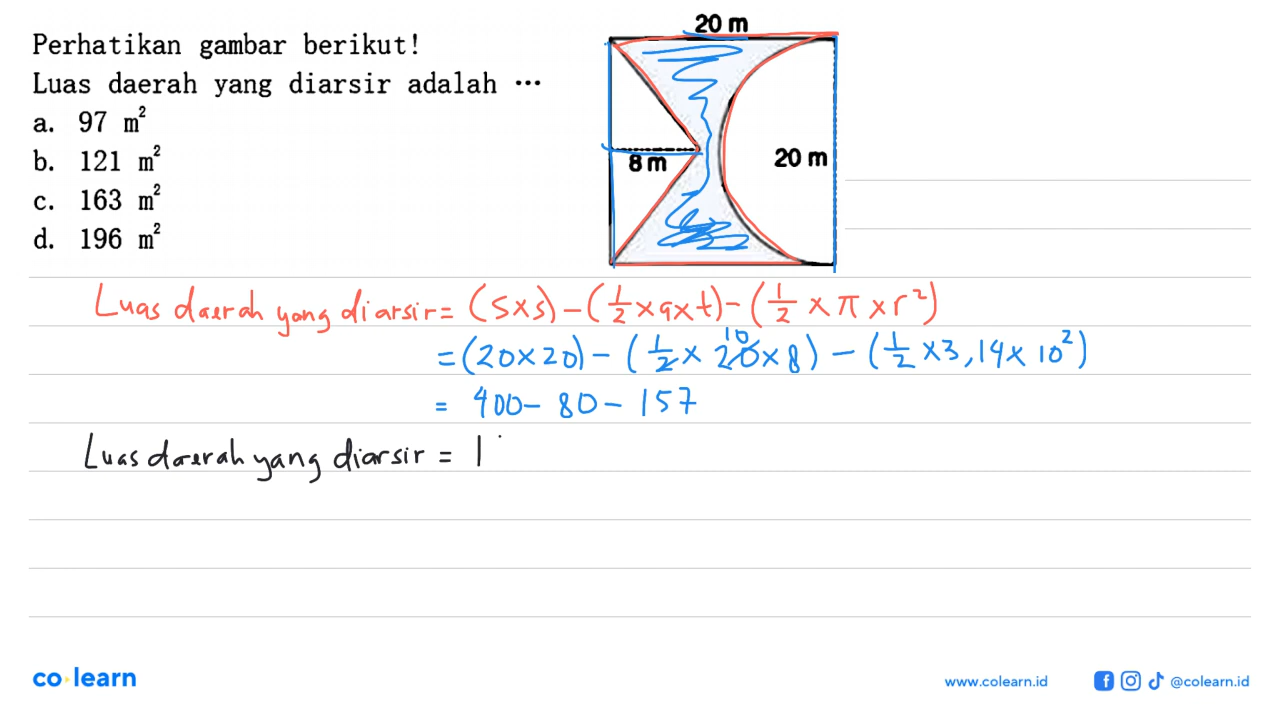 Perhatikan gambar berikut!
Luas daerah yang diarsir adalah ...
a. 97 m²
b. 121 m²
c. 163 m²
d. 196 m²
20 m
8 m
20 m
Luas daerah yang diarsir = (s×s) - (1/2 × a × t) - (1/2 × π × r²)
= (20×20) - (1/2 × 20 × 8) - (1/2 × 3,14 × 10²)
10
= 400 - 80 - 157
Luas daerah yang diarsir = 1
co·learn
www.colearn.id
@colearn.id